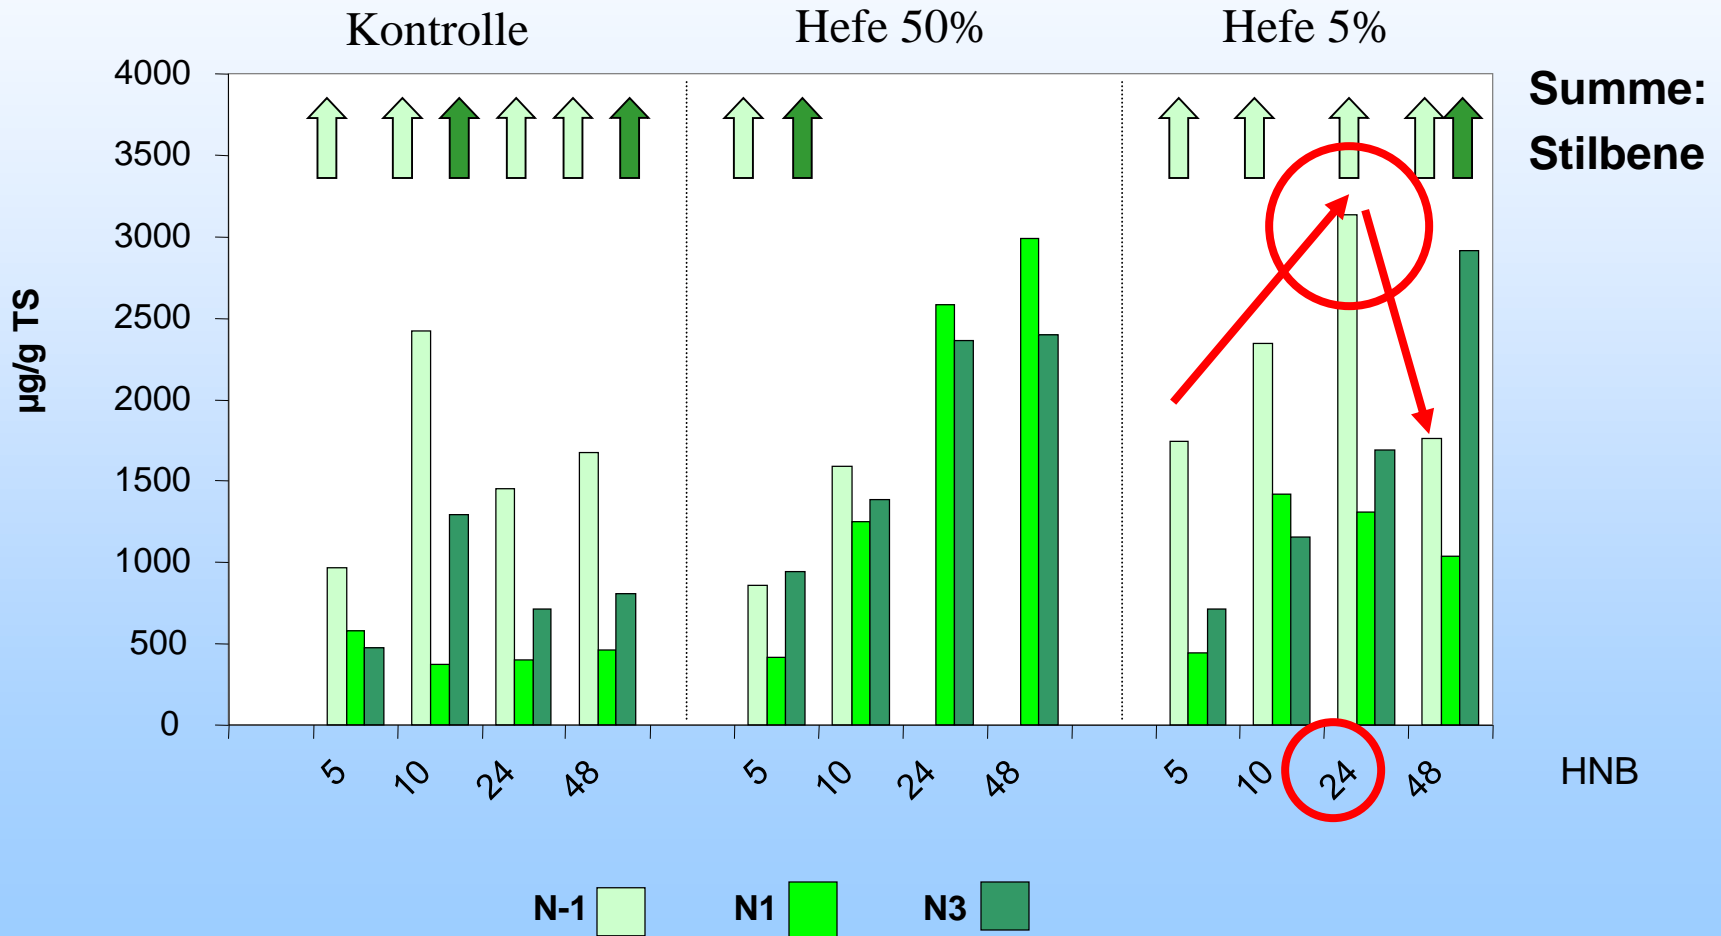 Kontrolle Hefe 50% Hefe 5%
Summe:
Stilbene
µg/g TS
4000
3500
3000
2500
2000
1500
1000
500
0
5 10 24 48 5 10 24 48 5 10 24 48 HNB
N-1 N1 N3